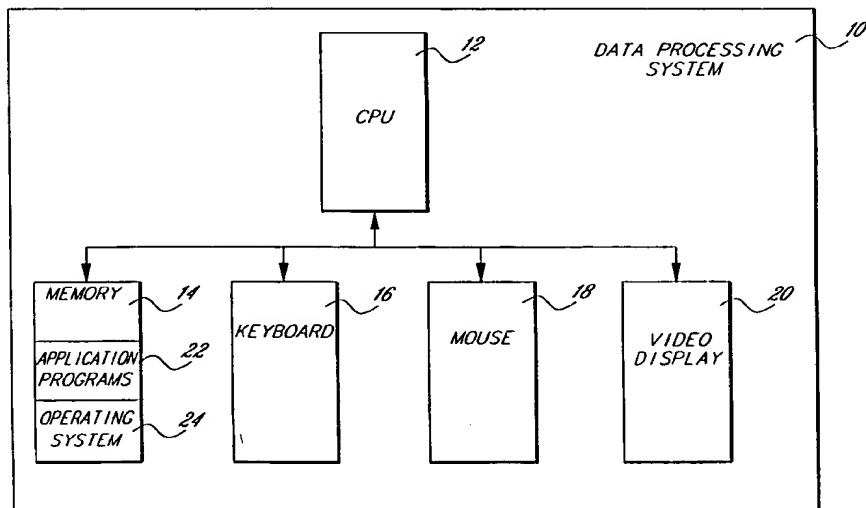 12
10
DATA PROCESSING
SYSTEM
CPU
MEMORY
14
APPLICATION
PROGRAMS
22
OPERATING
SYSTEM
24
16
KEYBOARD
18
MOUSE
20
VIDEO
DISPLAY